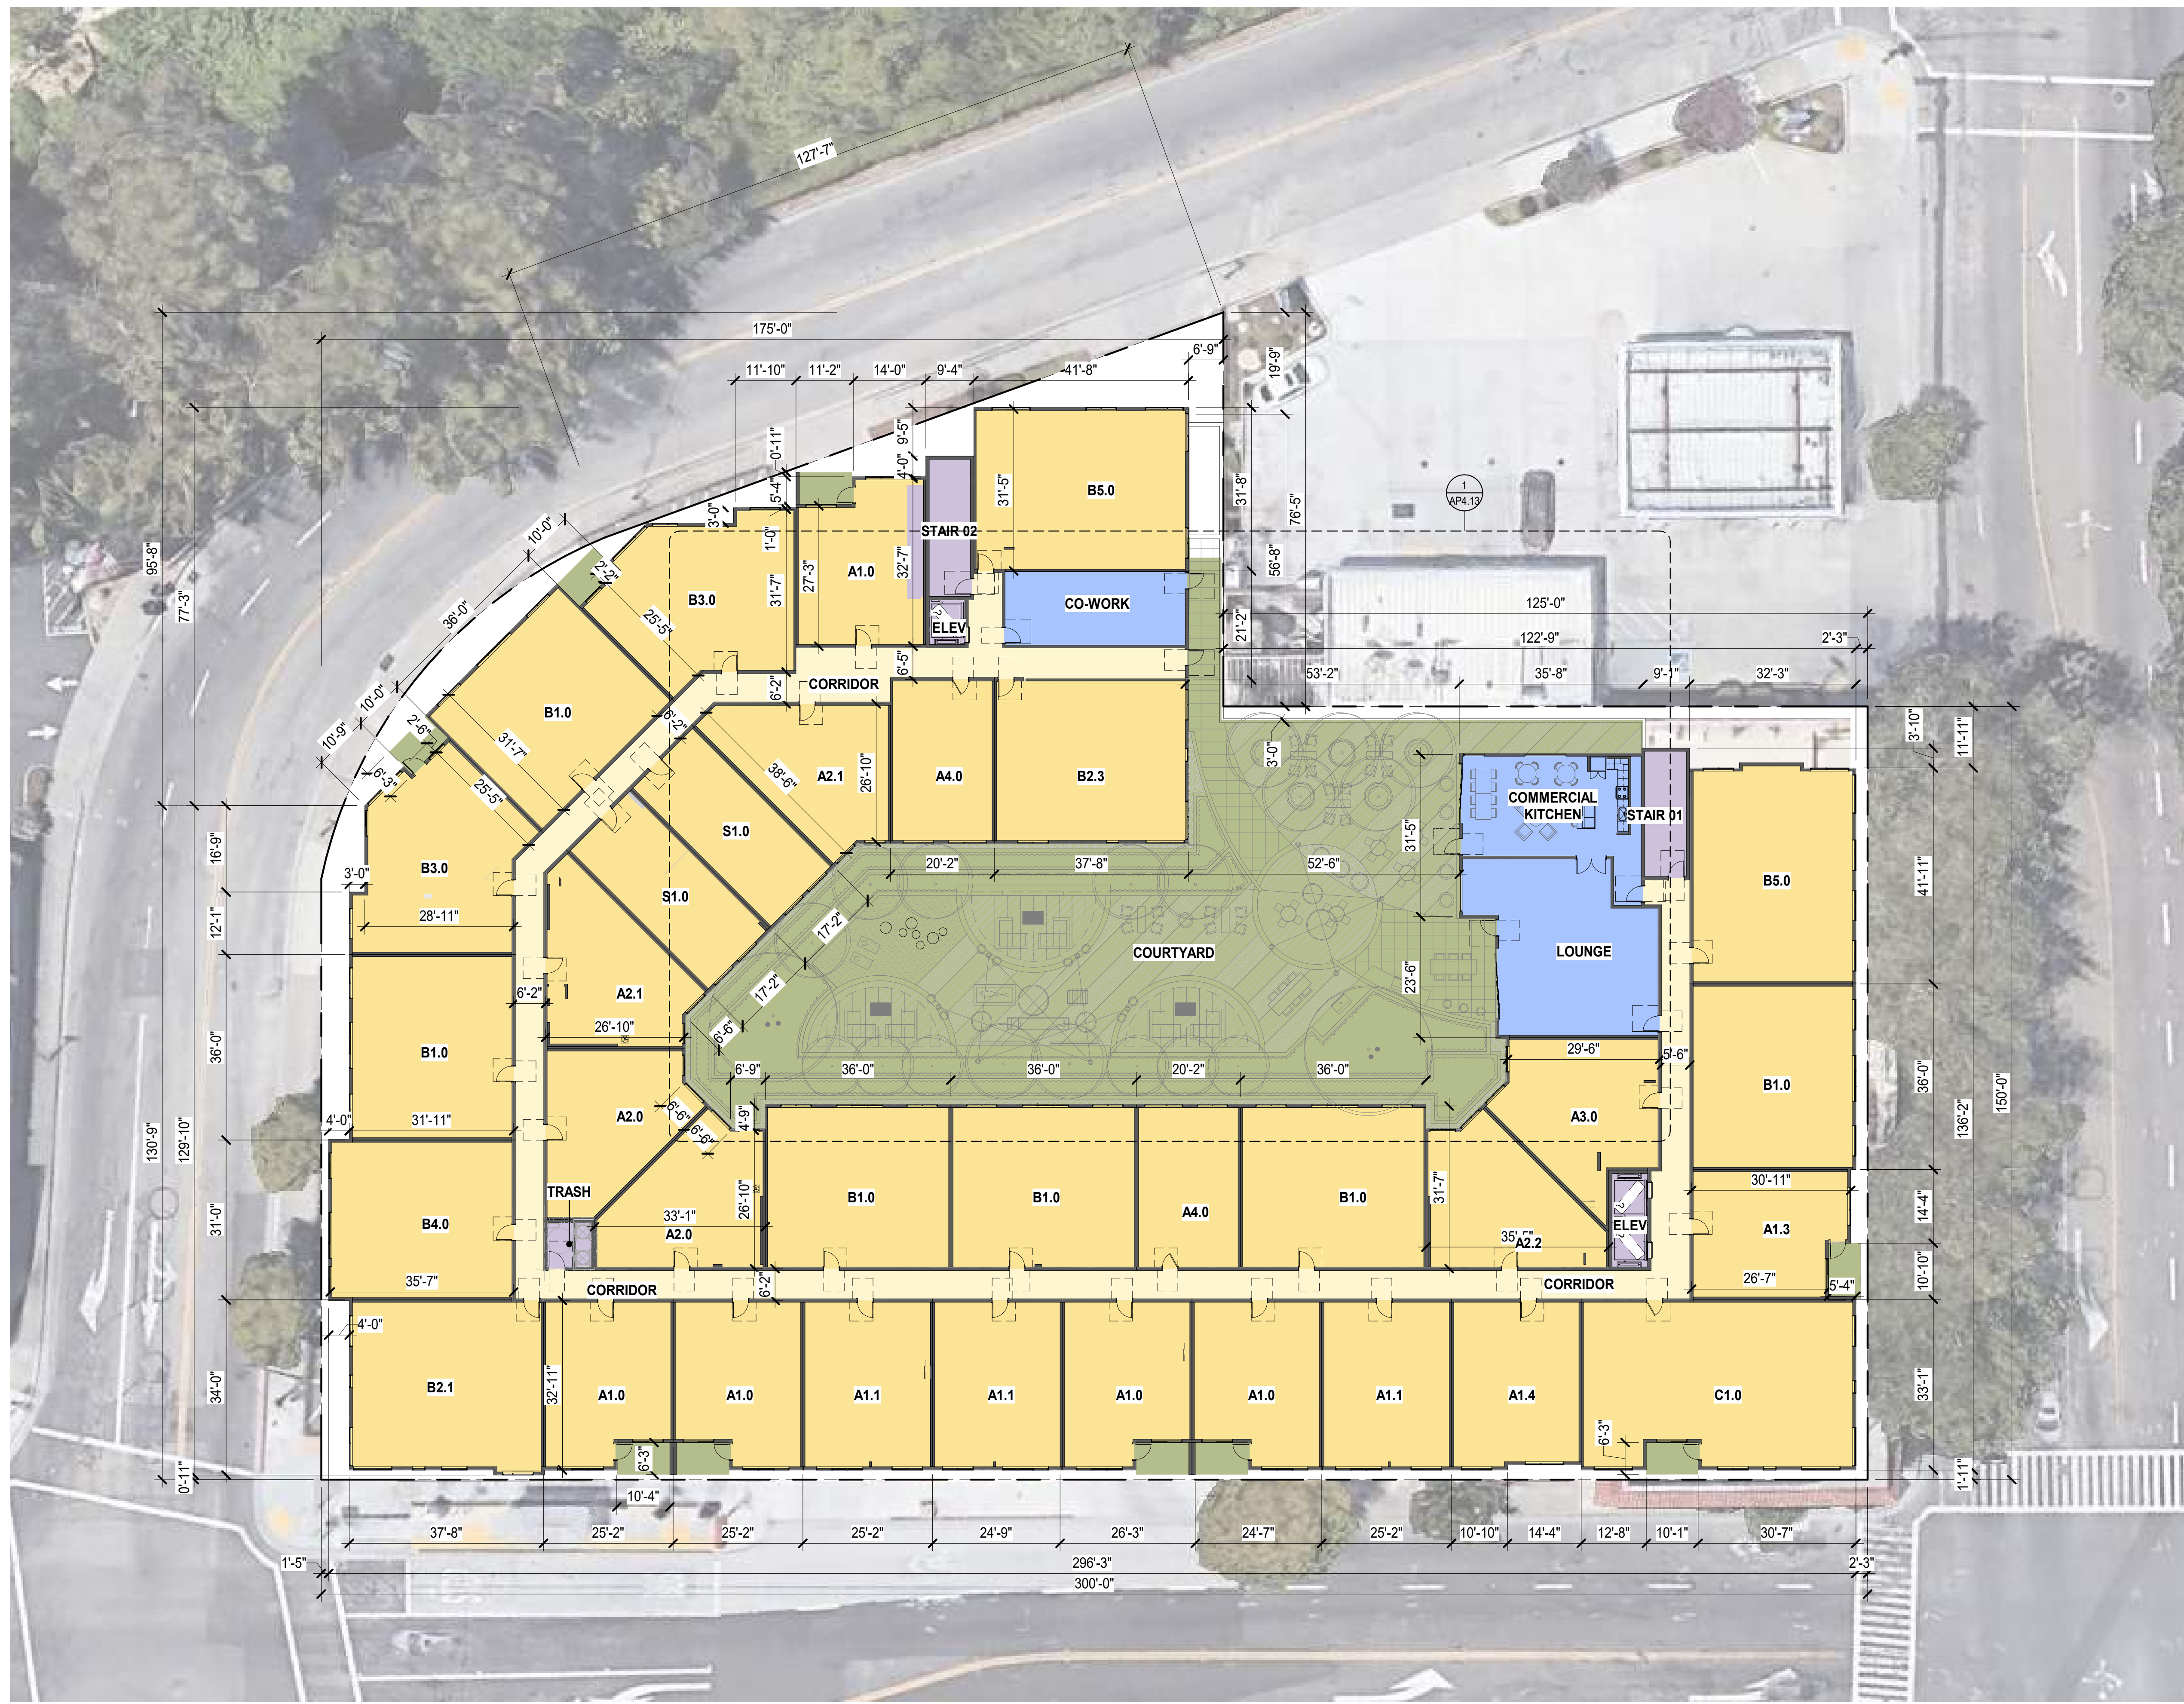 127'-7"
175'-0"
6'-9"
19'-9"
11'-10"
11'-2"
14'-0"
9'-4"
41'-8"
0'-11"
9'-5"
4'-0"
5'-4"
3'-0"
1'-0"
31'-5"
B5.0
31'-8"
76'-5"
1
AP4.13
STAIR 02
10'-0"
2'-2"
95'-8"
77'-3"
27'-3"
A1.0
32'-7"
56'-8"
B3.0
31'-7"
CO-WORK
ELEV
36'-0"
25'-5"
21'-2"
125'-0"
122'-9"
2'-3"
6'-5"
53'-2"
35'-8"
9'-1"
32'-3"
CORRIDOR
6'-2"
10'-0"
B1.0
6'-2"
2'-6"
10'-9"
31'-7"
3'-10"
11'-11"
3'-0"
6'-3"
25'-5"
38'-6"
A2.1
26'-10"
A4.0
B2.3
COMMERCIAL
KITCHEN
STAIR 01
S1.0
31'-5"
16'-9"
B3.0
3'-0"
20'-2"
37'-8"
52'-6"
B5.0
41'-11"
S1.0
28'-11"
12'-1"
17'-2"
COURTYARD
LOUNGE
17'-2"
23'-6"
6'-2"
A2.1
26'-10"
6'-6"
B1.0
36'-0"
29'-6"
5'-6"
B1.0
36'-0"
136'-2"
150'-0"
6'-9"
36'-0"
36'-0"
20'-2"
36'-0"
31'-11"
4'-0"
A2.0
6'-6"
6'-6"
4'-9"
A3.0
130'-9"
129'-10"
TRASH
31'-7"
30'-11"
31'-0"
B4.0
33'-1"
A2.0
26'-10"
B1.0
B1.0
A4.0
B1.0
35'-5"
A2.2
ELEV
A1.3
14'-4"
35'-7"
6'-2"
26'-7"
5'-4"
10'-10"
CORRIDOR
CORRIDOR
4'-0"
34'-0"
B2.1
32'-11"
A1.0
A1.0
A1.1
A1.1
A1.0
A1.0
A1.1
A1.4
C1.0
33'-1"
6'-3"
6'-3"
0'-11"
1'-11"
10'-4"
37'-8"
25'-2"
25'-2"
25'-2"
24'-9"
26'-3"
24'-7"
25'-2"
10'-10"
14'-4"
12'-8"
10'-1"
30'-7"
1'-5"
296'-3"
2'-3"
300'-0"